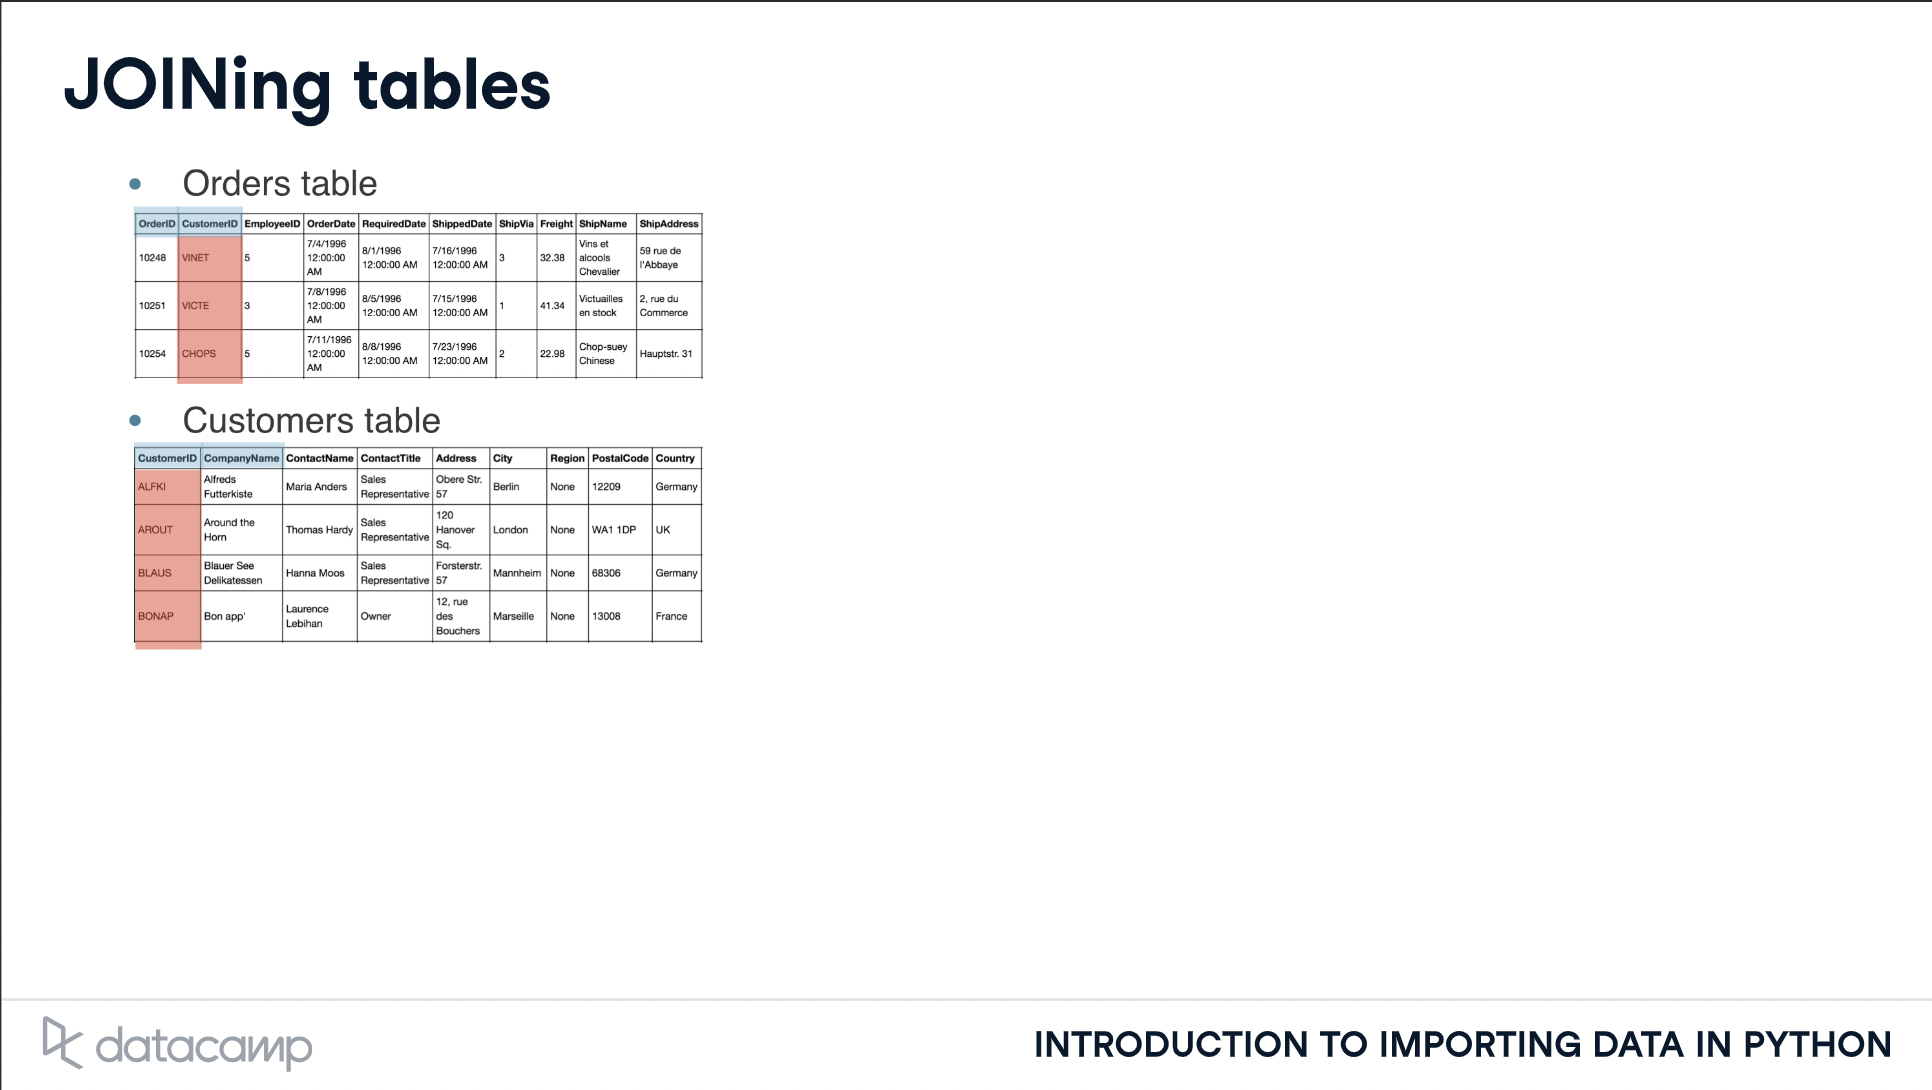 JOINing tables
• Orders table
OrderID CustomerID EmployeeID OrderDate RequiredDate ShippedDate ShipVia Freight ShipName ShipAddress
10248 VINET 5 7/4/1996 12:00:00 AM 8/1/1996 12:00:00 AM 7/16/1996 12:00:00 AM 3 32.38 Vins et alcools Chevalier 59 rue de l'Abbaye
10251 VICTE 3 7/8/1996 12:00:00 AM 8/5/1996 12:00:00 AM 7/15/1996 12:00:00 AM 1 41.34 Victuailles en stock 2, rue du Commerce
10254 CHOPS 5 7/11/1996 12:00:00 AM 8/8/1996 12:00:00 AM 7/23/1996 12:00:00 AM 2 22.98 Chop-suey Chinese Hauptstr. 31
• Customers table
CustomerID CompanyName ContactName ContactTitle Address City Region PostalCode Country
ALFKI Alfreds Futterkiste Maria Anders Sales Representative Obere Str. 57 Berlin None 12209 Germany
AROUT Around the Horn Thomas Hardy Sales Representative 120 Hanover Sq. London None WA1 1DP UK
BLAUS Blauer See Delikatessen Hanna Moos Sales Representative Forsterstr. 57 Mannheim None 68306 Germany
BONAP Bon app' Laurence Lebihan Owner 12, rue des Bouchers Marseille None 13008 France
datacamp
INTRODUCTION TO IMPORTING DATA IN PYTHON